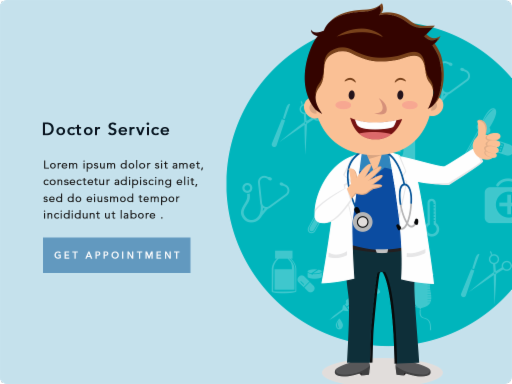 Doctor Service
Lorem ipsum dolor sit amet,
consectetur adipiscing elit,
sed do eiusmod tempor
incididunt ut labore .
GET APPOINTMENT